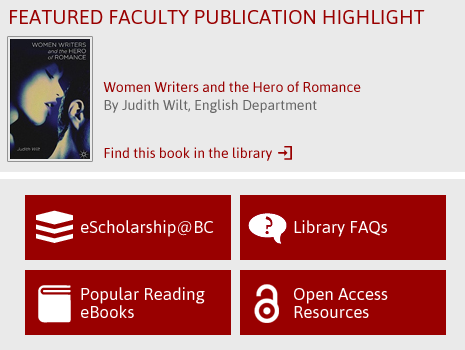 FEATURED FACULTY PUBLICATION HIGHLIGHT
WOMEN WRITERS
and the HERO
of ROMANCE
Judith Wilt
Women Writers and the Hero of Romance
By Judith Wilt, English Department
Find this book in the library
eScholarship@BC
? Library FAQs
Popular Reading
eBooks
Open Access
Resources